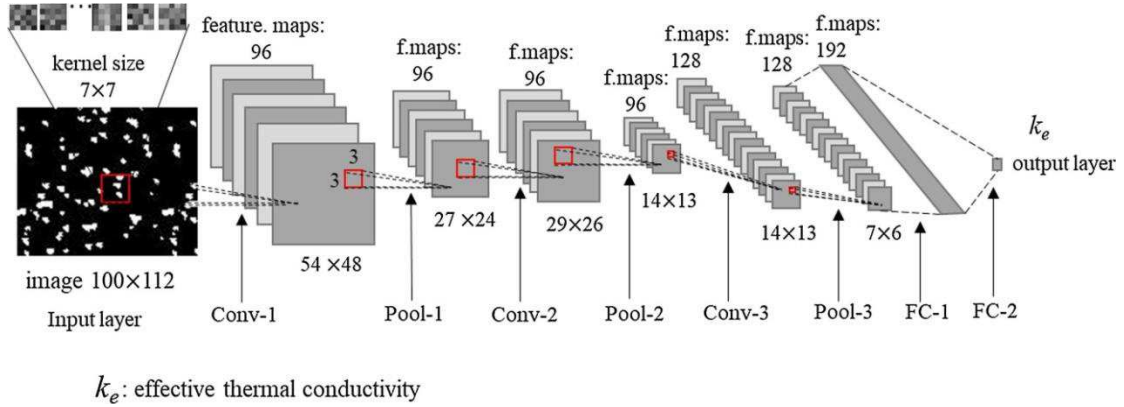 feature. maps:
96
kernel size
7×7
f.maps:
96
f.maps:
96
f.maps:
96
f.maps:
128
f.maps:
128
f.maps:
192
3
3
k_e
output layer
54 ×48
27 ×24
29×26
14×13
14×13
7×6
image 100×112
Input layer
Conv-1
Pool-1
Conv-2
Pool-2
Conv-3
Pool-3
FC-1
FC-2
k_e: effective thermal conductivity